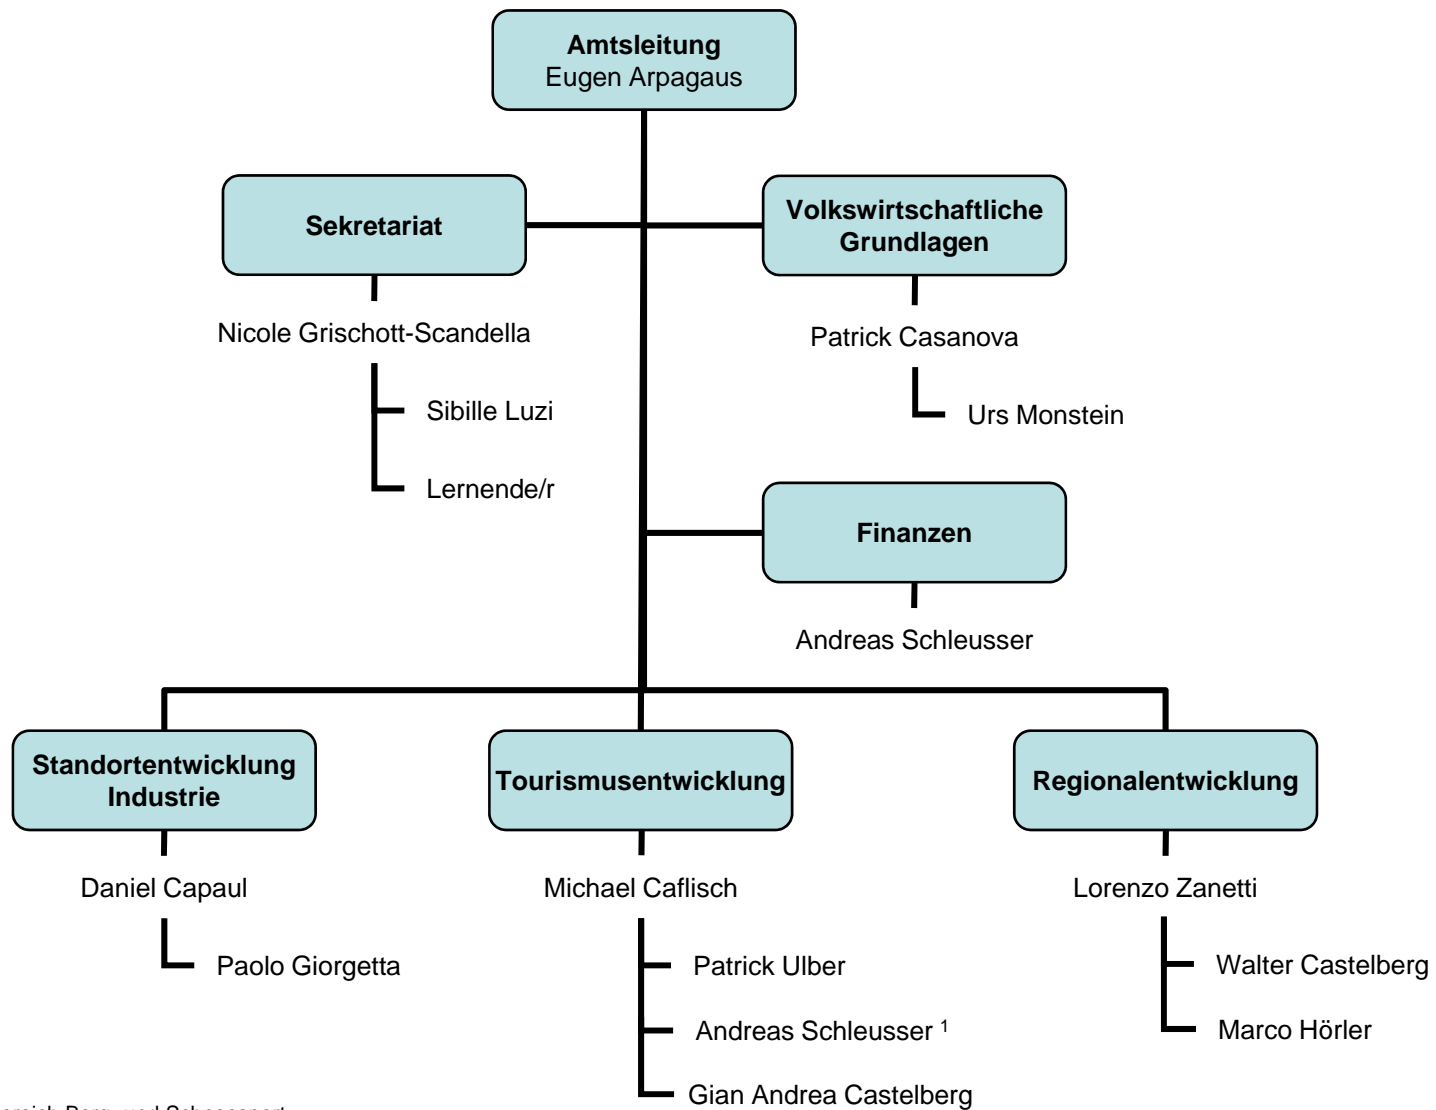 Amtsleitung
Eugen Arpagaus
Sekretariat
Volkswirtschaftliche
Grundlagen
Nicole Grischott-Scandella
Patrick Casanova
Sibille Luzi
Urs Monstein
Lernende/r
Finanzen
Andreas Schleusser
Standortentwicklung
Industrie
Tourismusentwicklung
Regionalentwicklung
Daniel Capaul
Michael Caflisch
Lorenzo Zanetti
Paolo Giorgetta
Patrick Ulber
Walter Castelberg
Andreas Schleusser ¹
Marco Hörler
Gian Andrea Castelberg